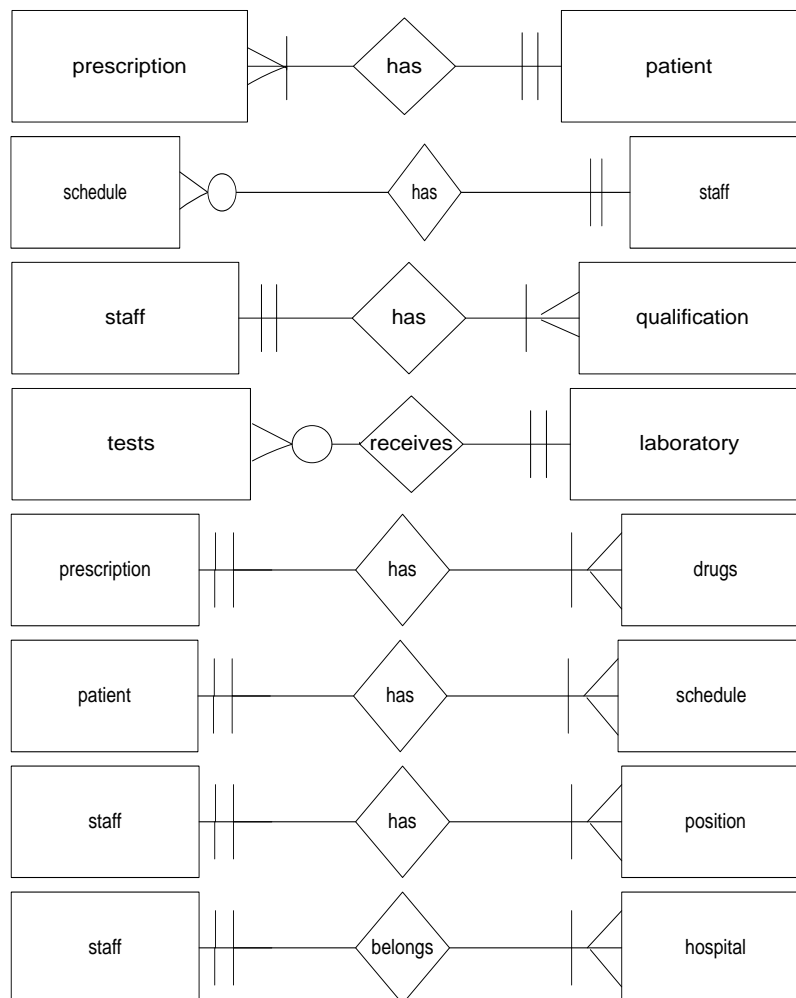 prescription has patient
schedule has staff
staff has qualification
tests receives laboratory
prescription has drugs
patient has schedule
staff has position
staff belongs hospital